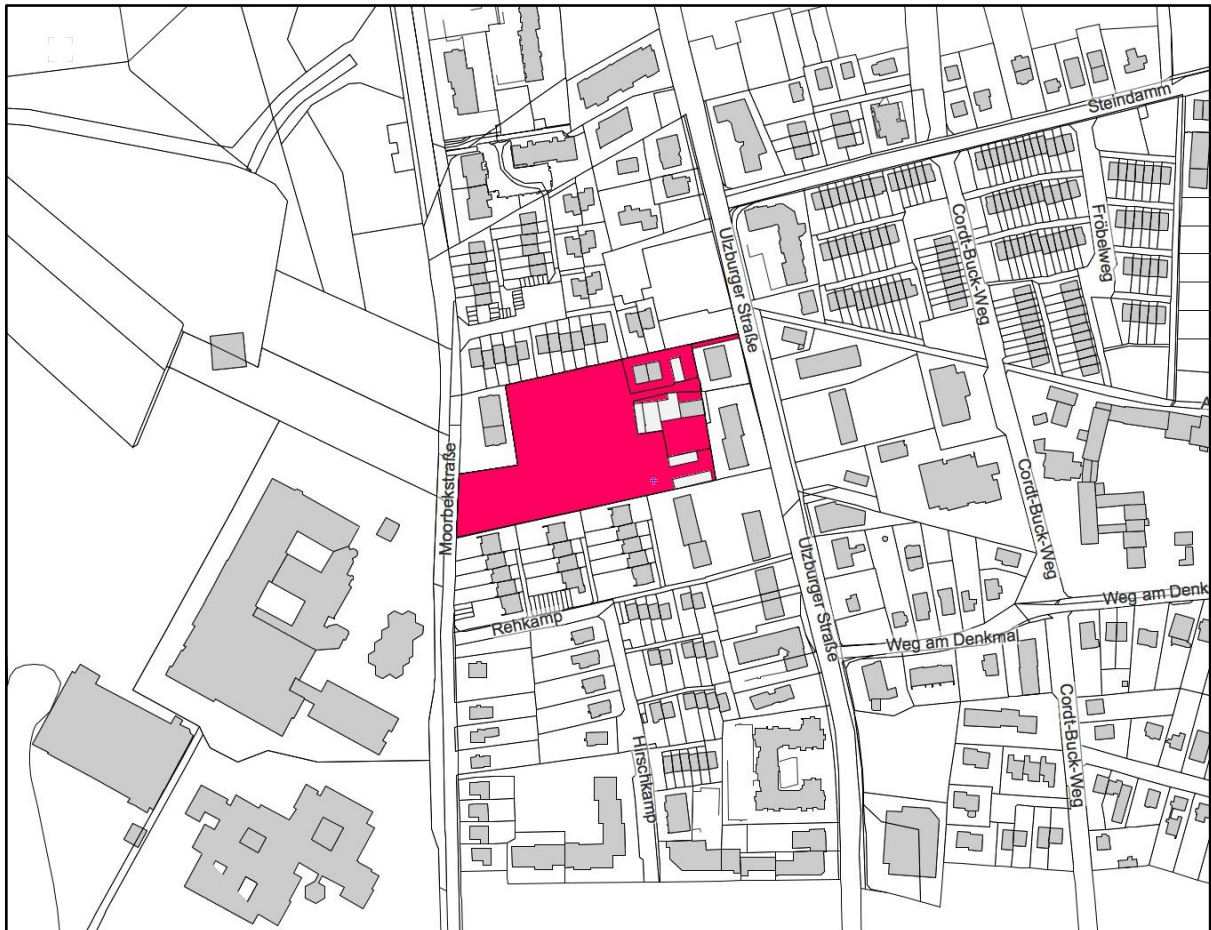 Steindamm
Ulzburger Straße
Cordt-Buck-Weg
Fröbelweg
Moorbekstraße
Cordt-Buck-Weg
Ulzburger Straße
Rehkamp
Weg am Denk
Weg am Denkmal
Hirschkamp
Cordt-Buck-Weg
A